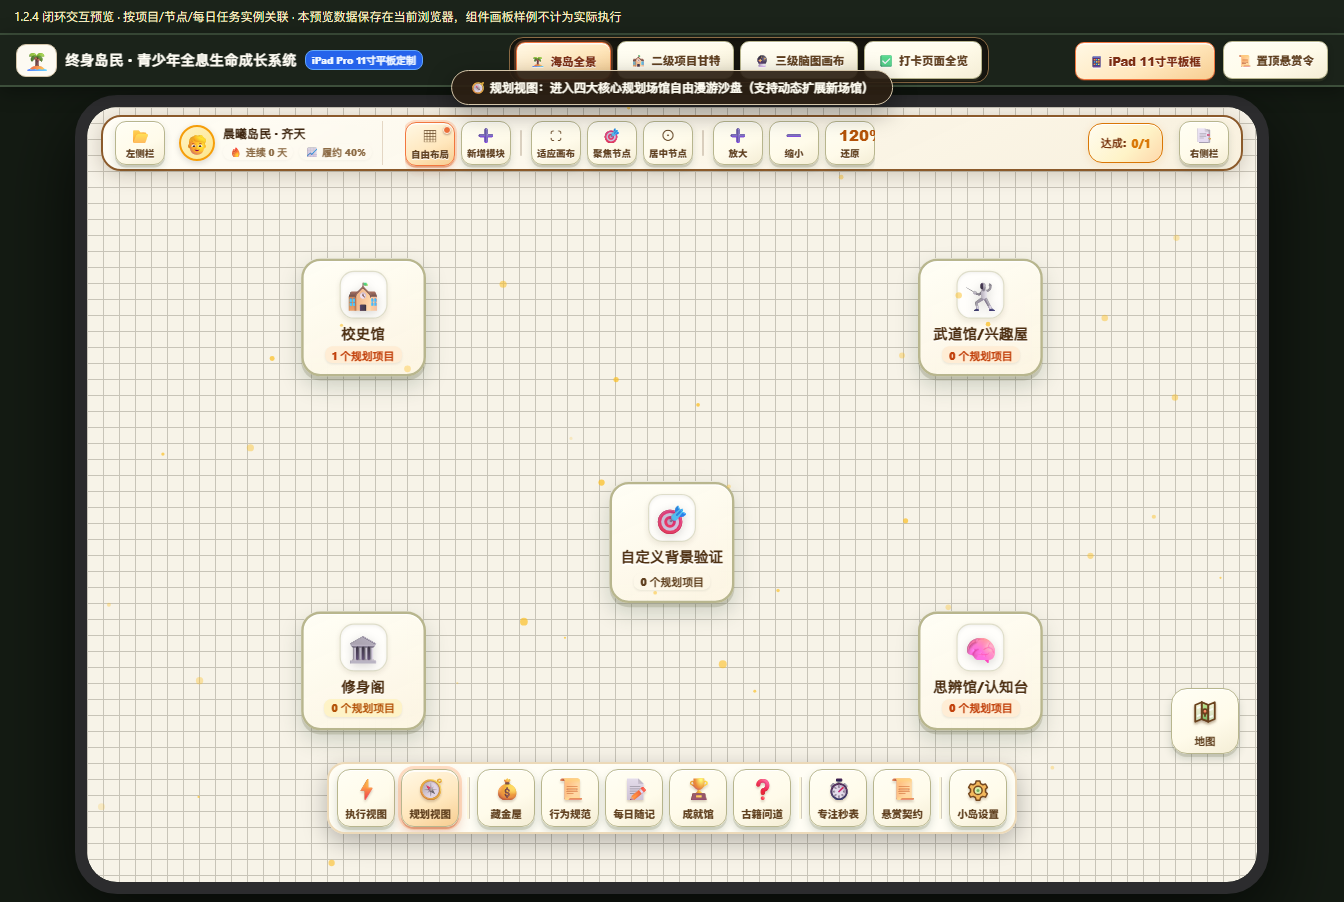 1.2.4 闭环交互预览 · 按项目/节点/每日任务实例关联 · 本预览数据保存在当前浏览器，组件画板样例不计为实际执行
终身岛民 · 青少年全息生命成长系统
iPad Pro 11寸平板定制
海岛全景
二级项目甘特
三级脑图画布
打卡页面全览
iPad 11寸平板框
置顶悬赏令
规划视图：进入四大核心规划场馆自由漫游沙盘（支持动态扩展新场馆）
左侧栏
晨曦岛民 · 齐天
连续 0 天
履约 40%
自由布局
新增模块
适应画布
聚焦节点
居中节点
放大
缩小
120%
还原
达成: 0/1
右侧栏
校史馆
1 个规划项目
武道馆/兴趣屋
0 个规划项目
自定义背景验证
0 个规划项目
修身阁
0 个规划项目
思辨馆/认知台
0 个规划项目
地图
执行视图
规划视图
藏金屋
行为规范
每日随记
成就馆
古籍问道
专注秒表
悬赏契约
小岛设置